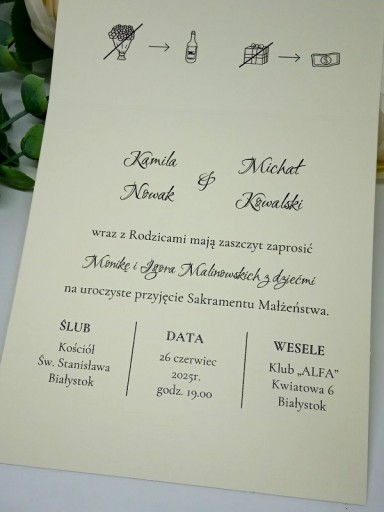 Kamila
Nowak
&
Michał
Kowalski
wraz z Rodzicami mają zaszczyt zaprosić
Monikę i Igora Malinowskich z dziećmi
na uroczyste przyjęcie Sakramentu Małżeństwa.
ŚLUB
Kościół
Św. Stanisława
Białystok
DATA
26 czerwiec
2025r.
godz. 19.00
WESELE
Klub „ALFA”
Kwiatowa 6
Białystok